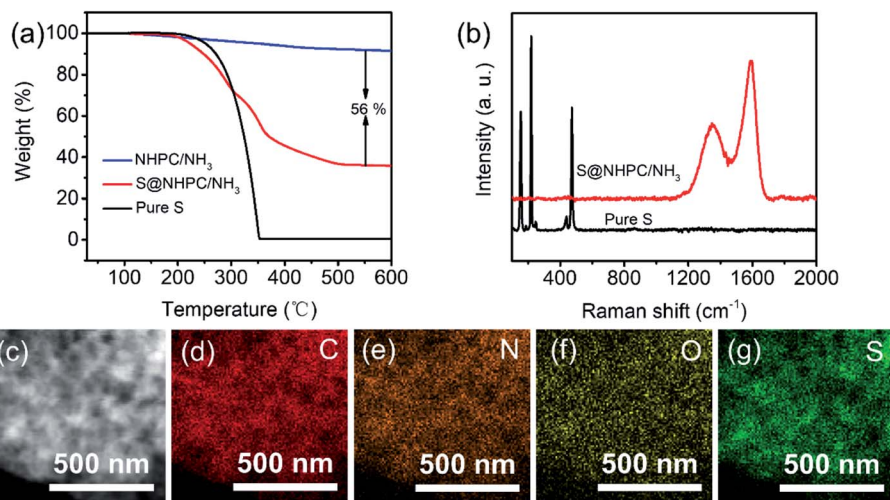 (a)
100
80
60
40
20
0
Weight (%)
56 %
NHPC/NH₃
S@NHPC/NH₃
Pure S
0 100 200 300 400 500 600
Temperature (℃)
(b)
Intensity (a. u.)
S@NHPC/NH₃
Pure S
400 800 1200 1600 2000
Raman shift (cm⁻¹)
(c)
500 nm
(d) C
500 nm
(e) N
500 nm
(f) O
500 nm
(g) S
500 nm